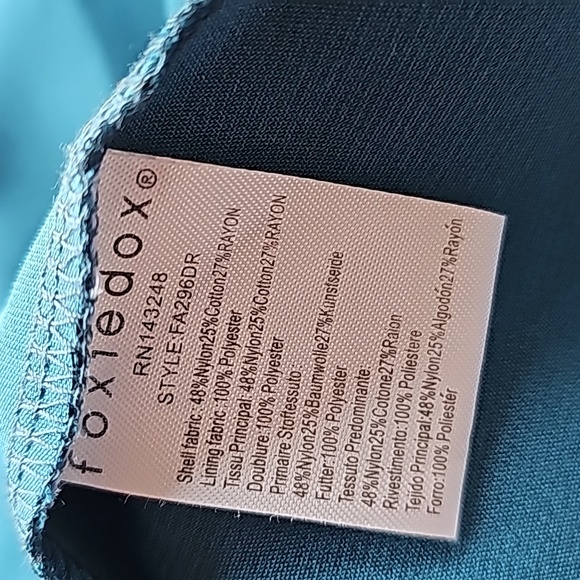 foxiedox®
RN143248
STYLE:FA296DR
Shell fabric: 48%Nylon25%Cotton27%RAYON
Lining fabric: 100% Polyester
Tissu Principal: 48%Nylon25%Cotton27%RAYON
Doublure:100% Polyester
Primäre Stoffessuto
48%Nylon25%Baumwolle27%Kunstseide
Futter:100% Polyester
Tessuto Predominante:
48%Nylon25%Cotone27%Raion
Rivestimento:100% Poliestere
Tejido Principal:48%Nylon25%Algodón27%Rayón
Forro:100% Poliester